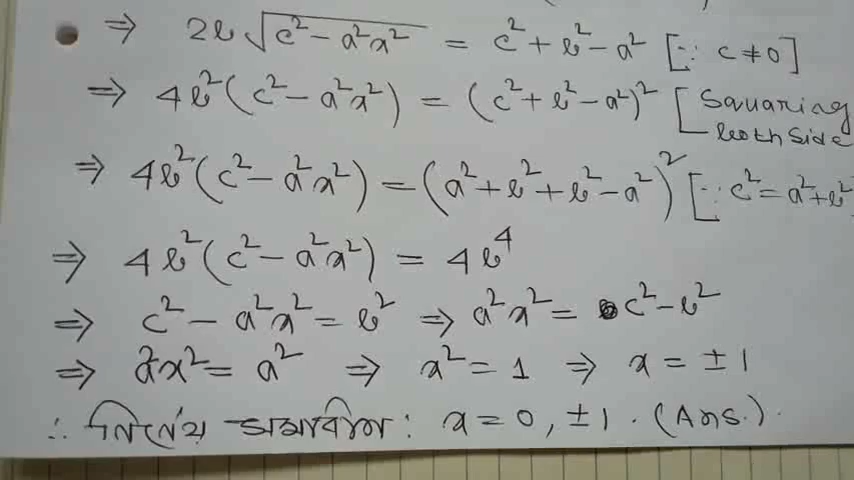 ⇒ 2b√(c² − a²x²) = c² + b² − a² [∵ c ≠ 0]
⇒ 4b²(c² − a²x²) = (c² + b² − a²)² [Squaring both side
⇒ 4b²(c² − a²x²) = (a² + b² + b² − a²)² [∵ c² = a² + b²
⇒ 4b²(c² − a²x²) = 4b⁴
⇒ c² − a²x² = b² ⇒ a²x² = c² − b²
⇒ a²x² = a² ⇒ x² = 1 ⇒ x = ±1
∴ নির্ণেয় সমাধান: x = 0, ±1. (Ans.).